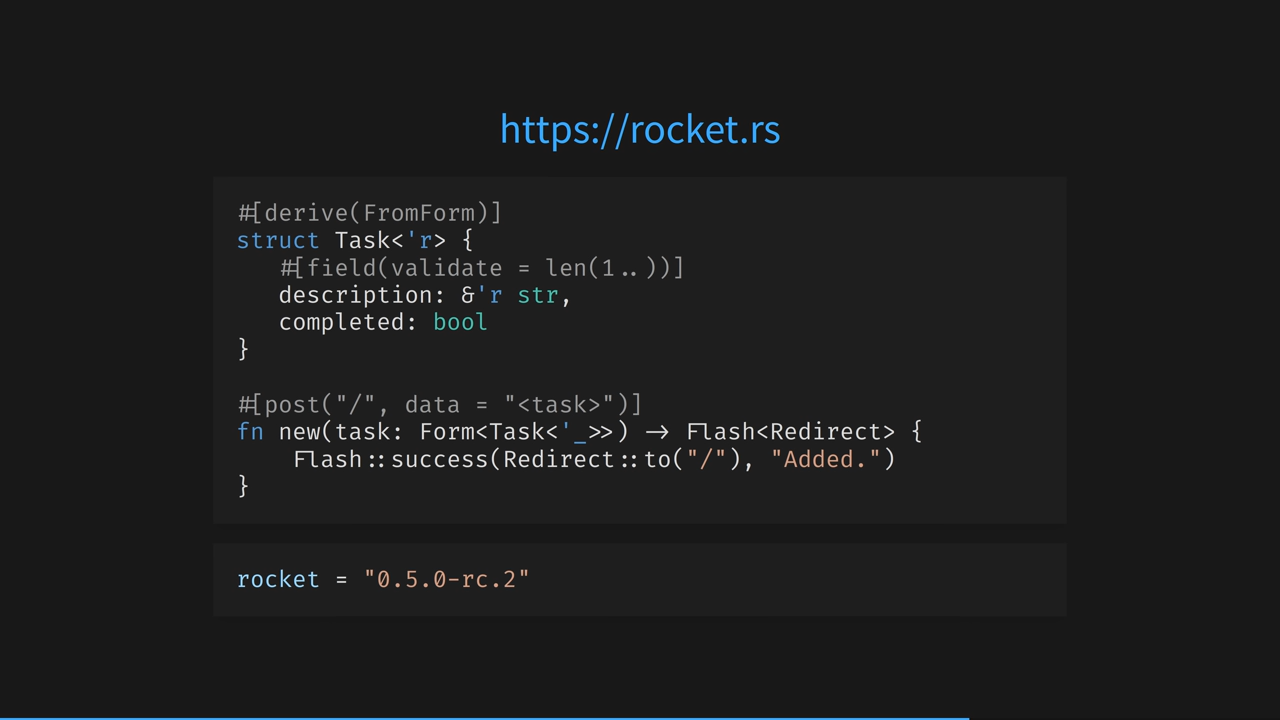 https://rocket.rs
#[derive(FromForm)]
struct Task<'r> {
   #[field(validate = len(1..))]
   description: &'r str,
   completed: bool
}

#[post("/", data = "<task>")]
fn new(task: Form<Task<'_>>) -> Flash<Redirect> {
    Flash::success(Redirect::to("/"), "Added.")
}
rocket = "0.5.0-rc.2"